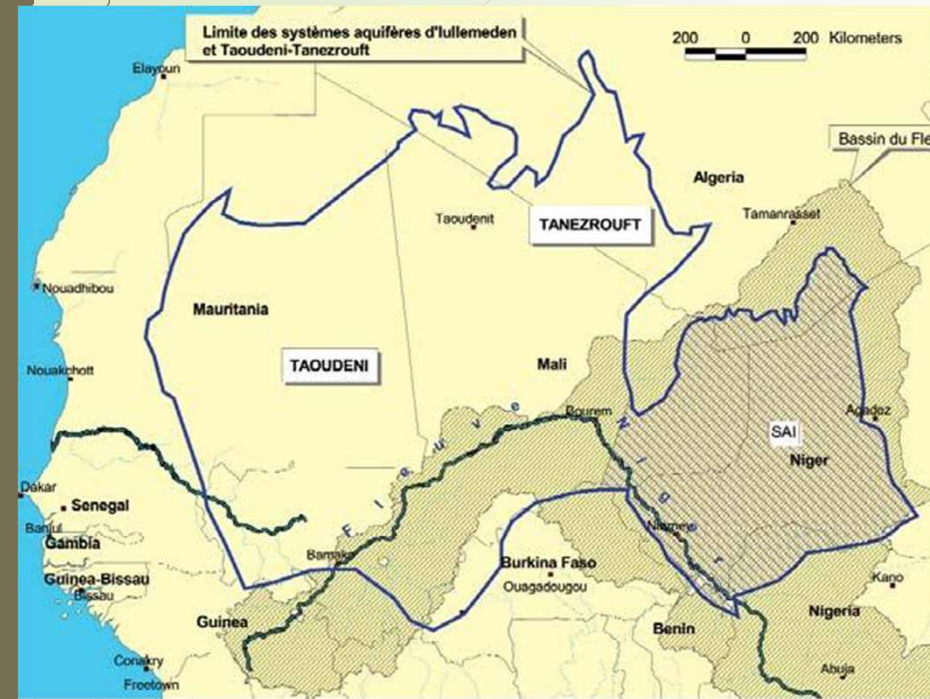 Limite des systèmes aquifères d'Iullemeden
et Taoudeni-Tanezrouft
200 0 200 Kilometers
Elayoun
Bassin du Fle
Algeria
Tamanrasset
Taoudenit
TANEZROUFT
Nouadhibou
Mauritania
TAOUDENI
Mali
Nouakchott
Bourem
Agadez
SAI
Niger
Fleuve Niger
Dakar
Senegal
Banjul
Gambia
Niamey
Bamako
Guinea-Bissau
Bissau
Burkina Faso
Ouagadougou
Kano
Guinea
Benin
Nigeria
Conakry
Freetown
Abuja